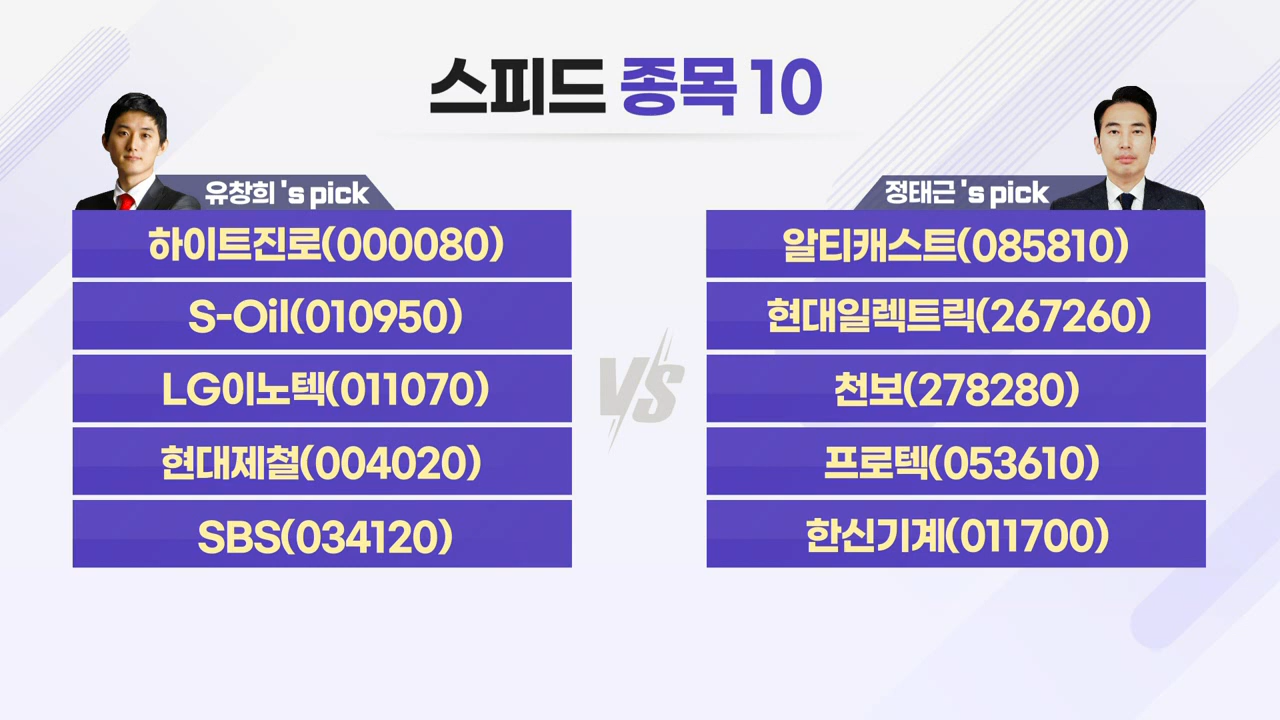 스피드 종목 10
유창희 's pick
하이트진로(000080)
S-Oil(010950)
LG이노텍(011070)
현대제철(004020)
SBS(034120)
VS
정태근 's pick
알티캐스트(085810)
현대일렉트릭(267260)
천보(278280)
프로텍(053610)
한신기계(011700)